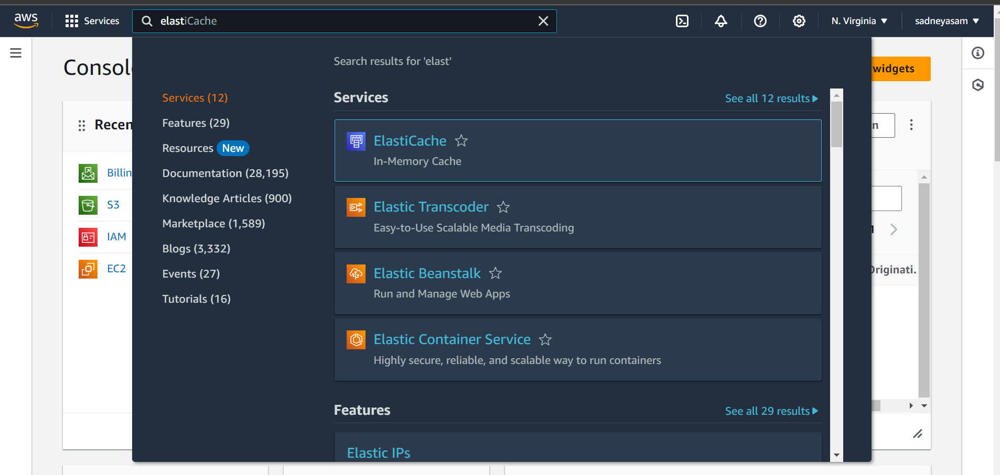 aws
Services
elastiCache
N. Virginia
sadneyasam
Consol
widgets
Search results for 'elast'
Services (12)
Features (29)
Resources New
Documentation (28,195)
Knowledge Articles (900)
Marketplace (1,589)
Blogs (3,332)
Events (27)
Tutorials (16)
Services
See all 12 results
ElastiCache
In-Memory Cache
Elastic Transcoder
Easy-to-Use Scalable Media Transcoding
Elastic Beanstalk
Run and Manage Web Apps
Elastic Container Service
Highly secure, reliable, and scalable way to run containers
Features
See all 29 results
Elastic IPs
Recen
Billin
S3
IAM
EC2
n
1
Originati.